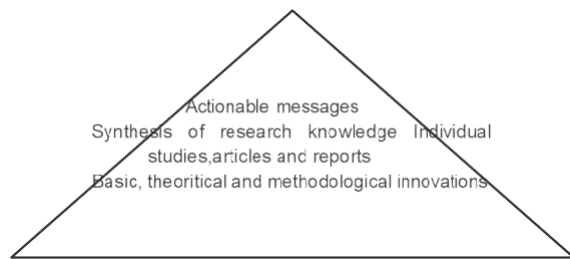 Actionable messages
Synthesis of research knowledge Individual
studies,articles and reports
Basic, theoritical and methodological innovations